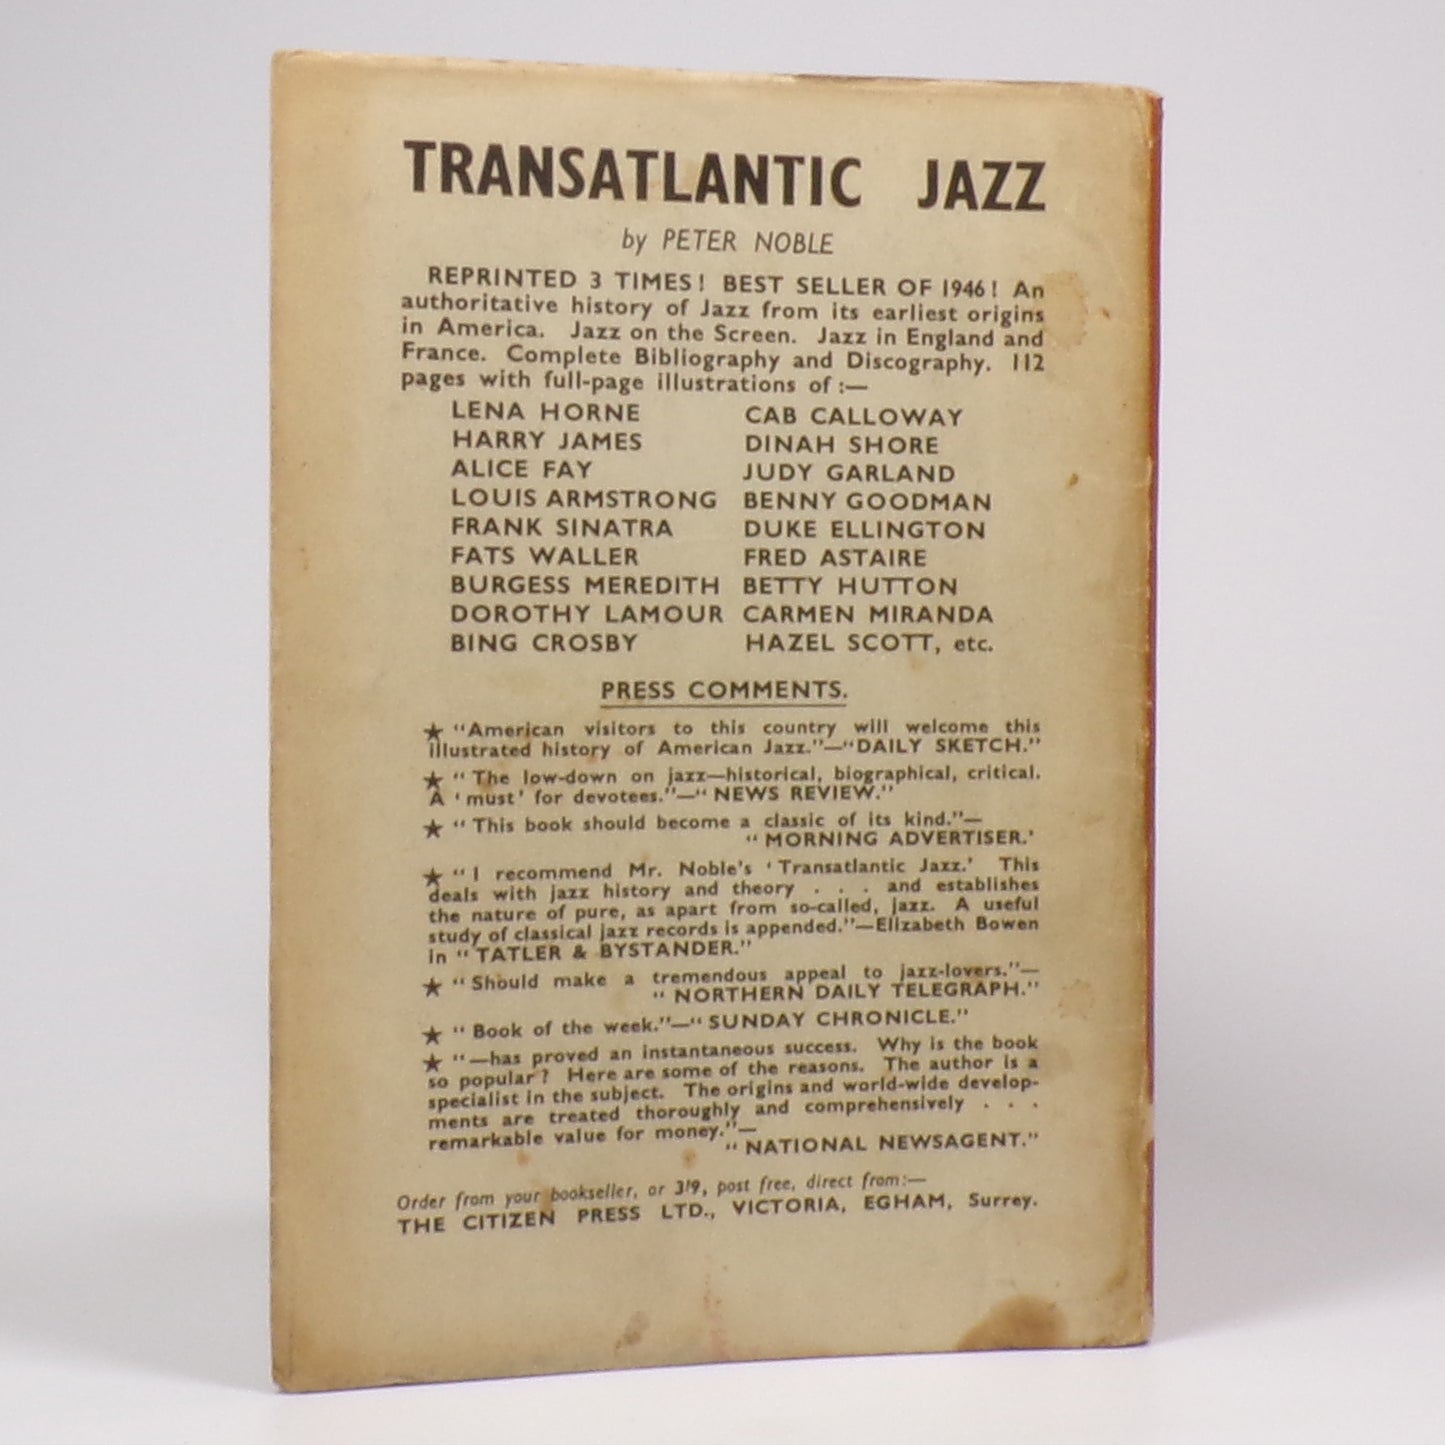 TRANSATLANTIC JAZZ
by PETER NOBLE
REPRINTED 3 TIMES! BEST SELLER OF 1946! An
authoritative history of Jazz from its earliest origins
in America. Jazz on the Screen. Jazz in England and
France. Complete Bibliography and Discography. 112
pages with full-page illustrations of :—
LENA HORNE CAB CALLOWAY
HARRY JAMES DINAH SHORE
ALICE FAY JUDY GARLAND
LOUIS ARMSTRONG BENNY GOODMAN
FRANK SINATRA DUKE ELLINGTON
FATS WALLER FRED ASTAIRE
BURGESS MEREDITH BETTY HUTTON
DOROTHY LAMOUR CARMEN MIRANDA
BING CROSBY HAZEL SCOTT, etc.
PRESS COMMENTS.
★ "American visitors to this country will welcome this
illustrated history of American Jazz."—"DAILY SKETCH."
★ "The low-down on jazz—historical, biographical, critical.
A 'must' for devotees."—"NEWS REVIEW."
★ "This book should become a classic of its kind."—
"MORNING ADVERTISER.'
★ "I recommend Mr. Noble's 'Transatlantic Jazz.' This
deals with jazz history and theory . . . and establishes
the nature of pure, as apart from so-called, jazz. A useful
study of classical jazz records is appended."—Elizabeth Bowen
in "TATLER & BYSTANDER."
★ "Should make a tremendous appeal to jazz-lovers."—
"NORTHERN DAILY TELEGRAPH."
★ "Book of the week."—"SUNDAY CHRONICLE."
★ "—has proved an instantaneous success. Why is the book
so popular? Here are some of the reasons. The author is a
specialist in the subject. The origins and world-wide develop-
ments are treated thoroughly and comprehensively . . .
remarkable value for money."—
"NATIONAL NEWSAGENT."
Order from your bookseller, or 3/9, post free, direct from:—
THE CITIZEN PRESS LTD., VICTORIA, EGHAM, Surrey.